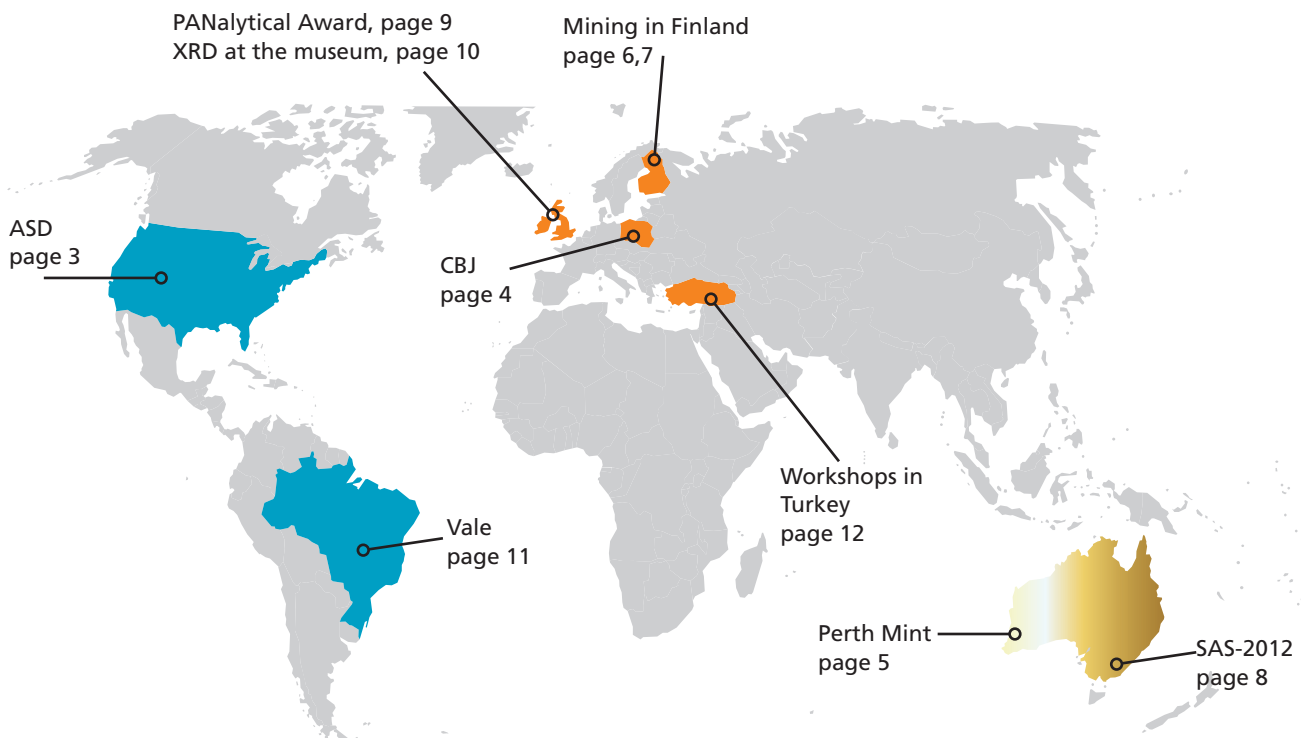 PANalytical Award, page 9
XRD at the museum, page 10
Mining in Finland
page 6,7
ASD
page 3
CBJ
page 4
Workshops in
Turkey
page 12
Vale
page 11
Perth Mint
page 5
SAS-2012
page 8